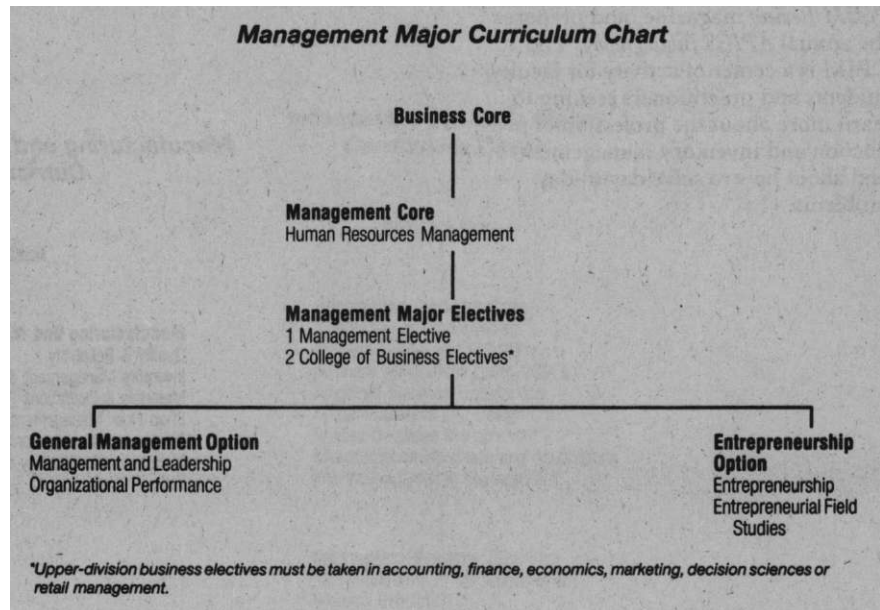 Management Major Curriculum Chart
Business Core
Management Core
Human Resources Management
Management Major Electives
1 Management Elective
2 College of Business Electives*
General Management Option
Management and Leadership
Organizational Performance
Entrepreneurship
Option
Entrepreneurship
Entrepreneurial Field
Studies
*Upper-division business electives must be taken in accounting, finance, economics, marketing, decision sciences or
retail management.